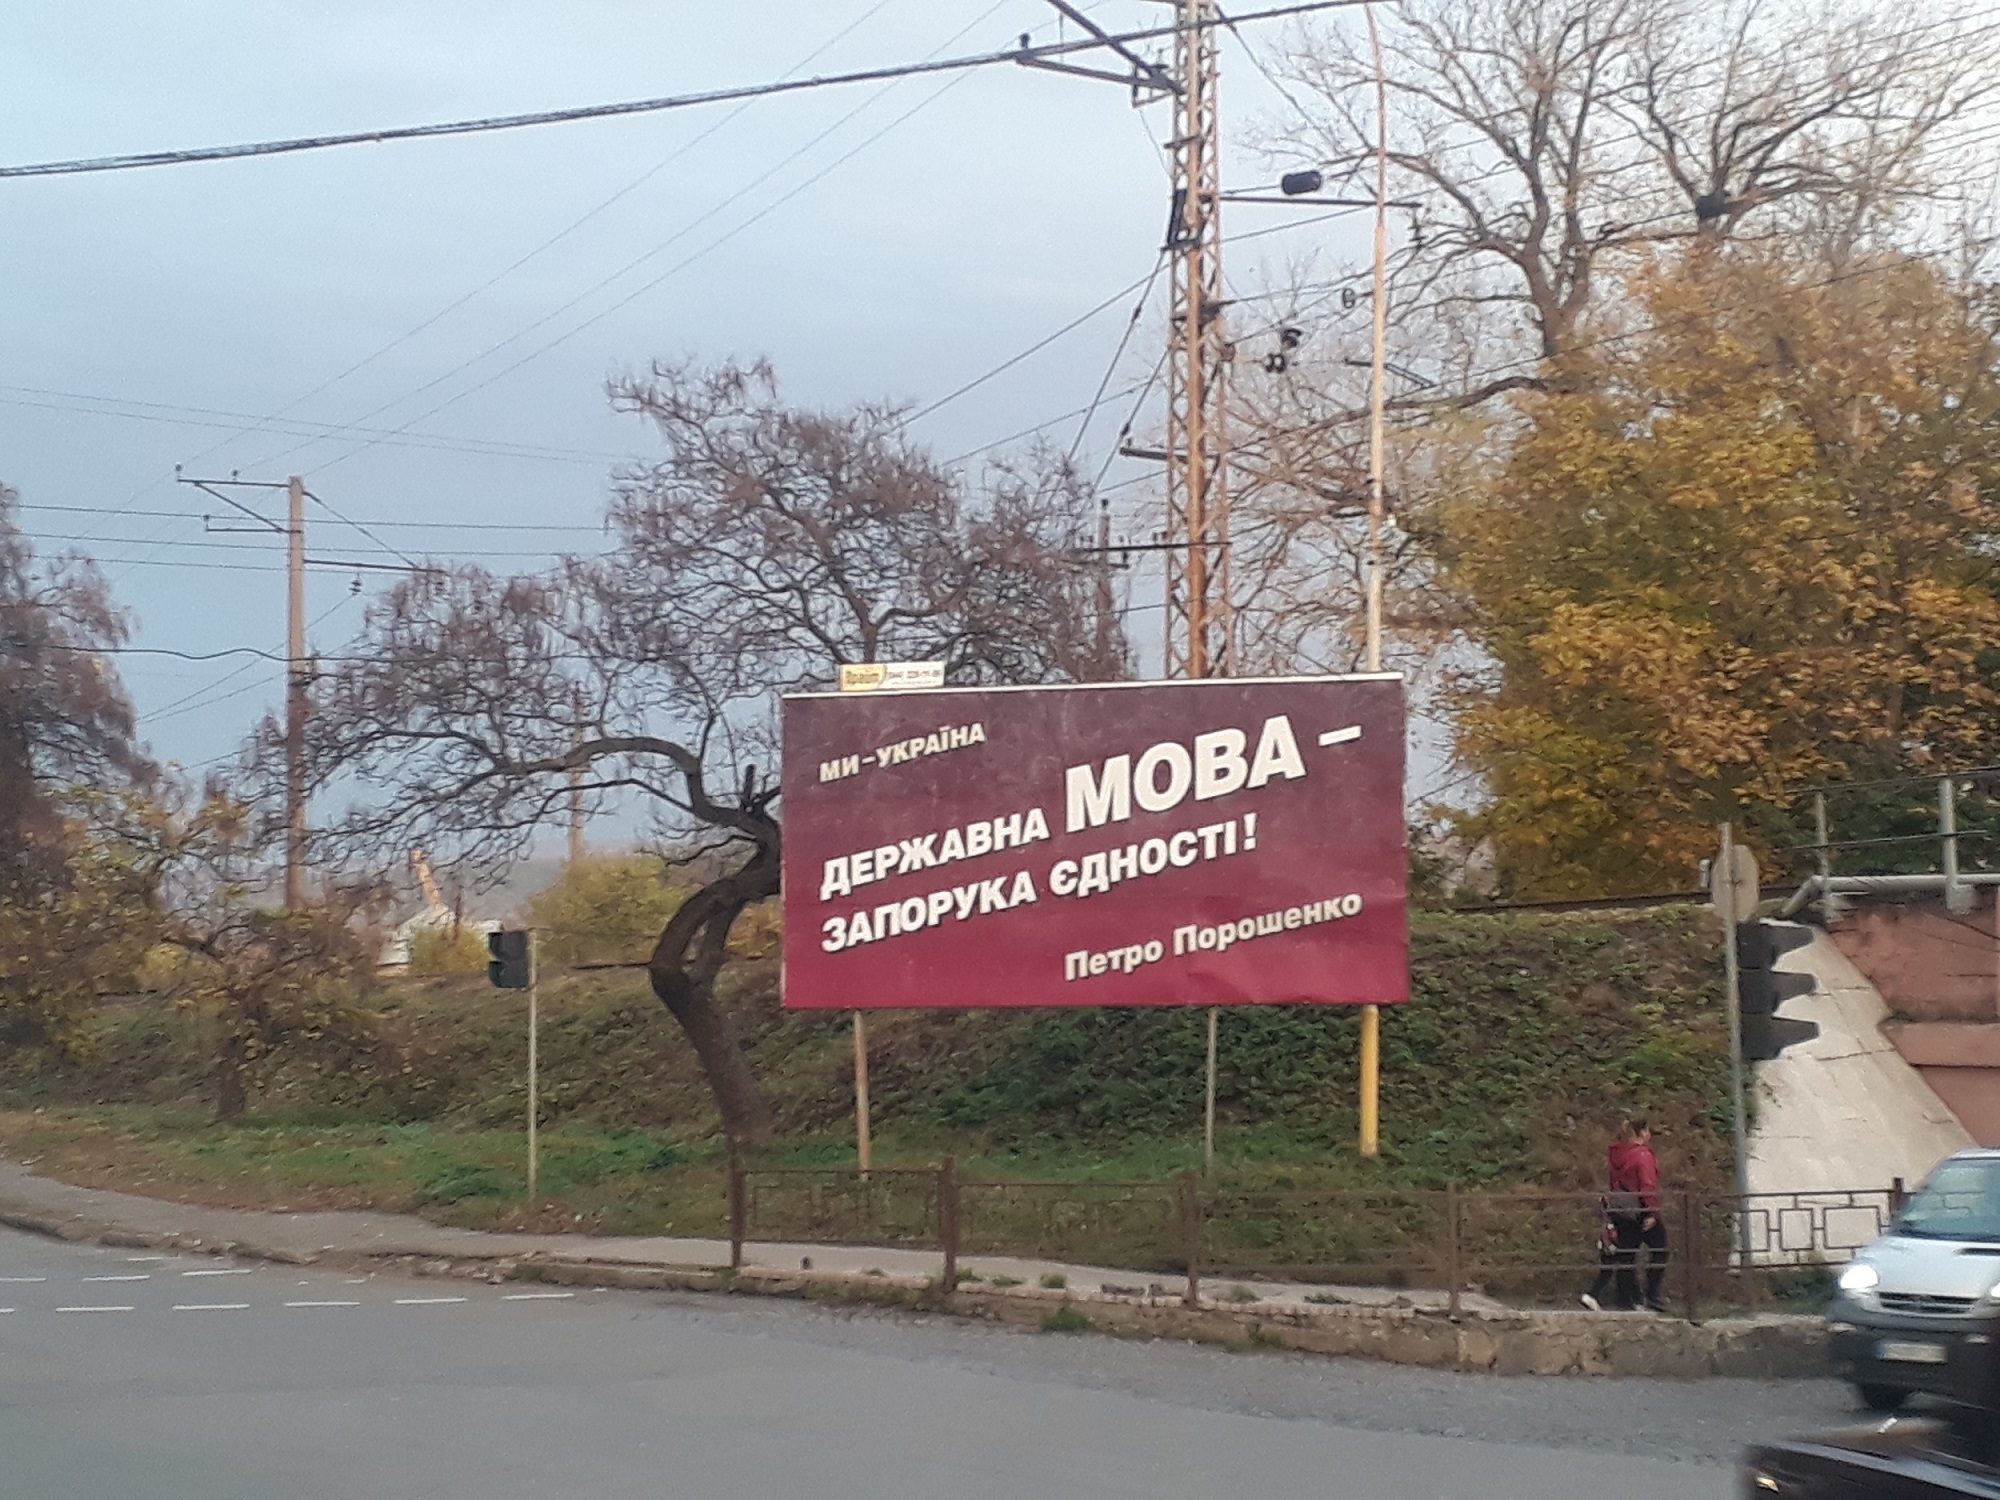 МИ – УКРАЇНА
ДЕРЖАВНА МОВА –
ЗАПОРУКА ЄДНОСТІ!
Петро Порошенко